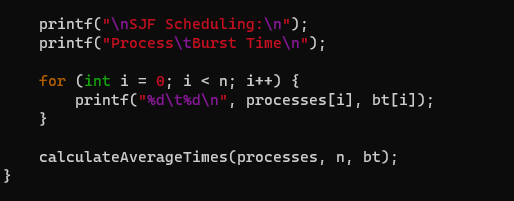 printf("\nSJF Scheduling:\n");
printf("Process\tBurst Time\n");
for (int i = 0; i < n; i++) {
printf("%d\t%d\n", processes[i], bt[i]);
}
calculateAverageTimes(processes, n, bt);
}